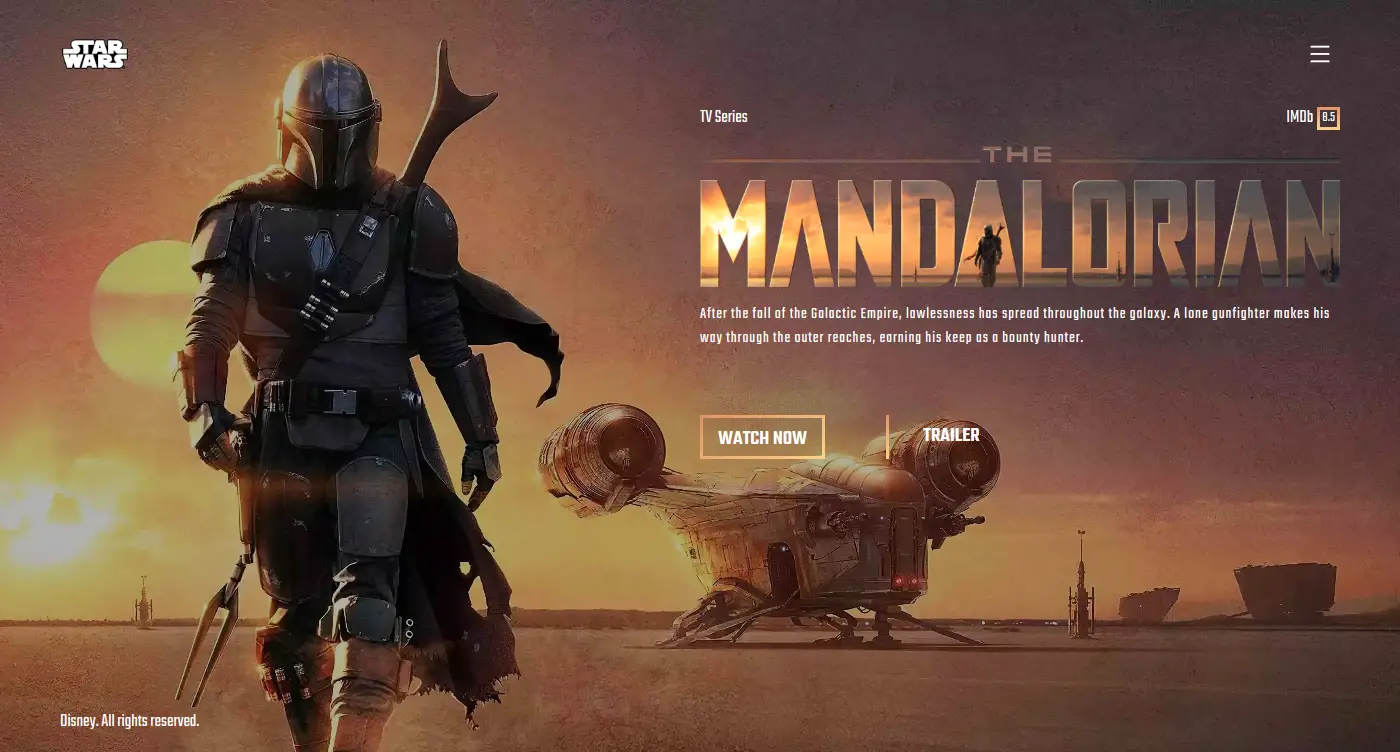 STAR
WARS
TV Series
IMDb 8.5
THE
MANDALORIAN
After the fall of the Galactic Empire, lawlessness has spread throughout the galaxy. A lone gunfighter makes his
way through the outer reaches, earning his keep as a bounty hunter.
WATCH NOW
TRAILER
Disney. All rights reserved.